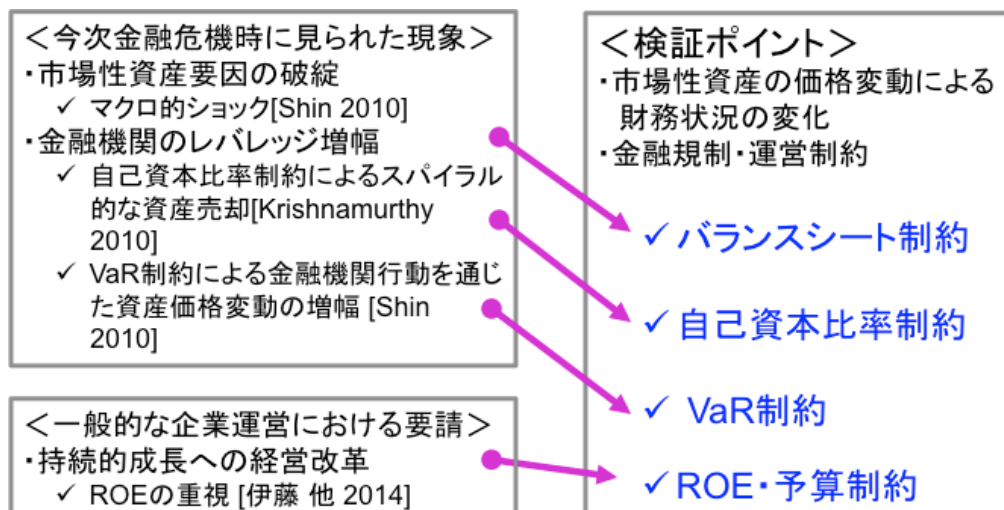 ＜今次金融危機時に見られた現象＞
・市場性資産要因の破綻
✓ マクロ的ショック[Shin 2010]
・金融機関のレバレッジ増幅
✓ 自己資本比率制約によるスパイラル
的な資産売却[Krishnamurthy
2010]
✓ VaR制約による金融機関行動を通じ
た資産価格変動の増幅 [Shin
2010]
＜一般的な企業運営における要請＞
・持続的成長への経営改革
✓ ROEの重視 [伊藤 他 2014]
＜検証ポイント＞
・市場性資産の価格変動による
財務状況の変化
・金融規制・運営制約
✓ バランスシート制約
✓ 自己資本比率制約
✓ VaR制約
✓ ROE・予算制約